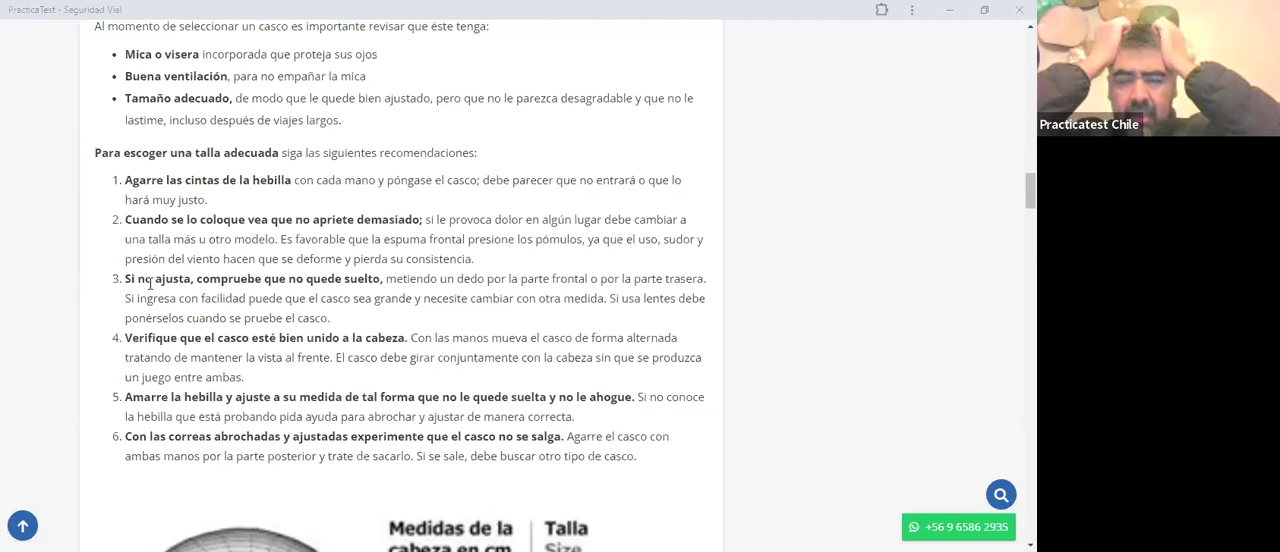 PracticaTest - Seguridad Vial
Al momento de seleccionar un casco es importante revisar que éste tenga:
• Mica o visera incorporada que proteja sus ojos
• Buena ventilación, para no empañar la mica
• Tamaño adecuado, de modo que le quede bien ajustado, pero que no le parezca desagradable y que no le
lastime, incluso después de viajes largos.
Para escoger una talla adecuada siga las siguientes recomendaciones:
1. Agarre las cintas de la hebilla con cada mano y póngase el casco; debe parecer que no entrará o que lo
hará muy justo.
2. Cuando se lo coloque vea que no apriete demasiado; si le provoca dolor en algún lugar debe cambiar a
una talla más u otro modelo. Es favorable que la espuma frontal presione los pómulos, ya que el uso, sudor y
presión del viento hacen que se deforme y pierda su consistencia.
3. Si no ajusta, compruebe que no quede suelto, metiendo un dedo por la parte frontal o por la parte trasera.
Si ingresa con facilidad puede que el casco sea grande y necesite cambiar con otra medida. Si usa lentes debe
ponérselos cuando se pruebe el casco.
4. Verifique que el casco esté bien unido a la cabeza. Con las manos mueva el casco de forma alternada
tratando de mantener la vista al frente. El casco debe girar conjuntamente con la cabeza sin que se produzca
un juego entre ambas.
5. Amarre la hebilla y ajuste a su medida de tal forma que no le quede suelta y no le ahogue. Si no conoce
la hebilla que está probando pida ayuda para abrochar y ajustar de manera correcta.
6. Con las correas abrochadas y ajustadas experimente que el casco no se salga. Agarre el casco con
ambas manos por la parte posterior y trate de sacarlo. Si se sale, debe buscar otro tipo de casco.
Medidas de la
cabeza en cm
Talla
Size
+56 9 6586 2935
Practicatest Chile